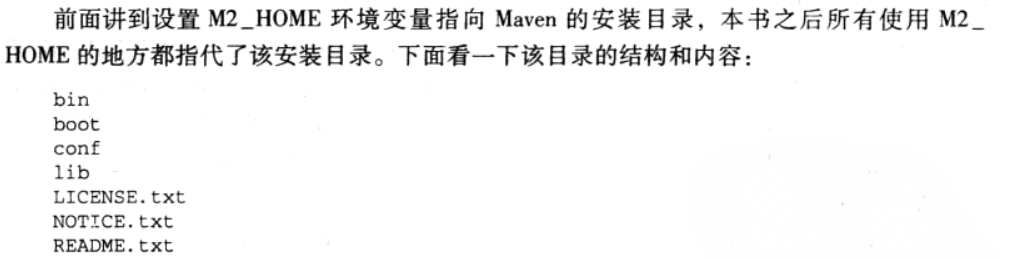 前面讲到设置 M2_HOME 环境变量指向 Maven 的安装目录，本书之后所有使用 M2_
HOME 的地方都指代了该安装目录。下面看一下该目录的结构和内容：
bin
boot
conf
lib
LICENSE.txt
NOTICE.txt
README.txt